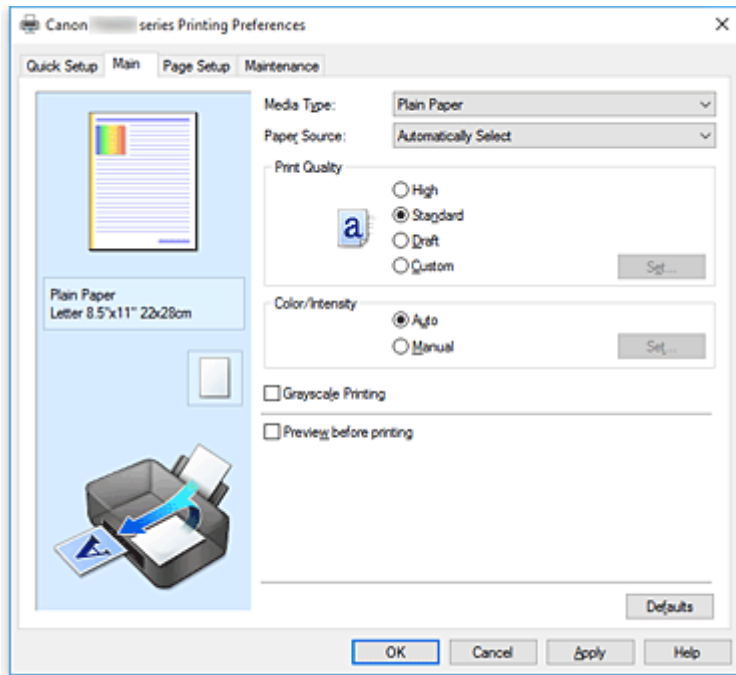 Canon series Printing Preferences
Quick Setup Main Page Setup Maintenance
Media Type: Plain Paper
Paper Source: Automatically Select
Print Quality
High
a Standard
Draft
Custom Set...
Plain Paper
Letter 8.5"x11" 22x28cm
Color/Intensity
Auto
Manual Set...
Grayscale Printing
Preview before printing
A
Defaults
OK Cancel Apply Help